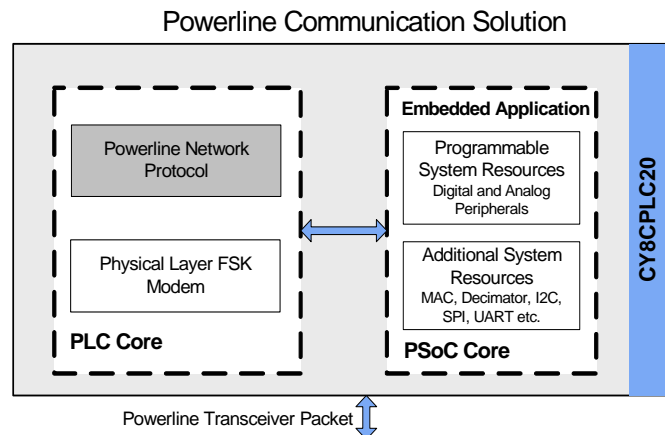 Powerline Communication Solution
Powerline Network
Protocol
Physical Layer FSK
Modem
PLC Core
Embedded Application
Programmable
System Resources
Digital and Analog
Peripherals
Additional System
Resources
MAC, Decimator, I2C,
SPI, UART etc.
PSoC Core
CY8CPLC20
Powerline Transceiver Packet